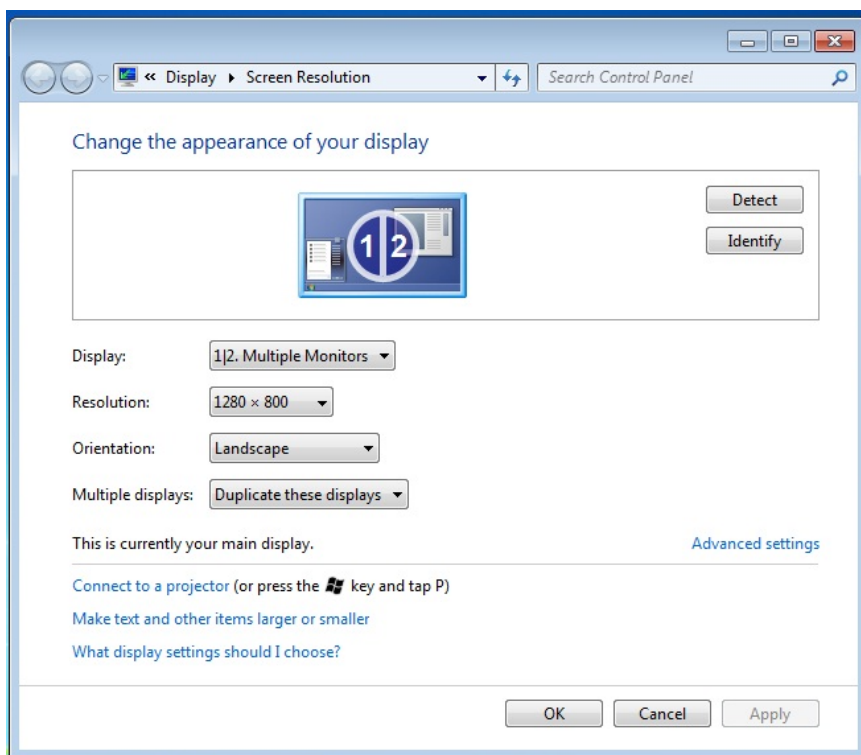 « Display ▸ Screen Resolution
Search Control Panel
Change the appearance of your display
1 2
Detect
Identify
Display: 1|2. Multiple Monitors
Resolution: 1280 × 800
Orientation: Landscape
Multiple displays: Duplicate these displays
This is currently your main display. Advanced settings
Connect to a projector (or press the key and tap P)
Make text and other items larger or smaller
What display settings should I choose?
OK Cancel Apply